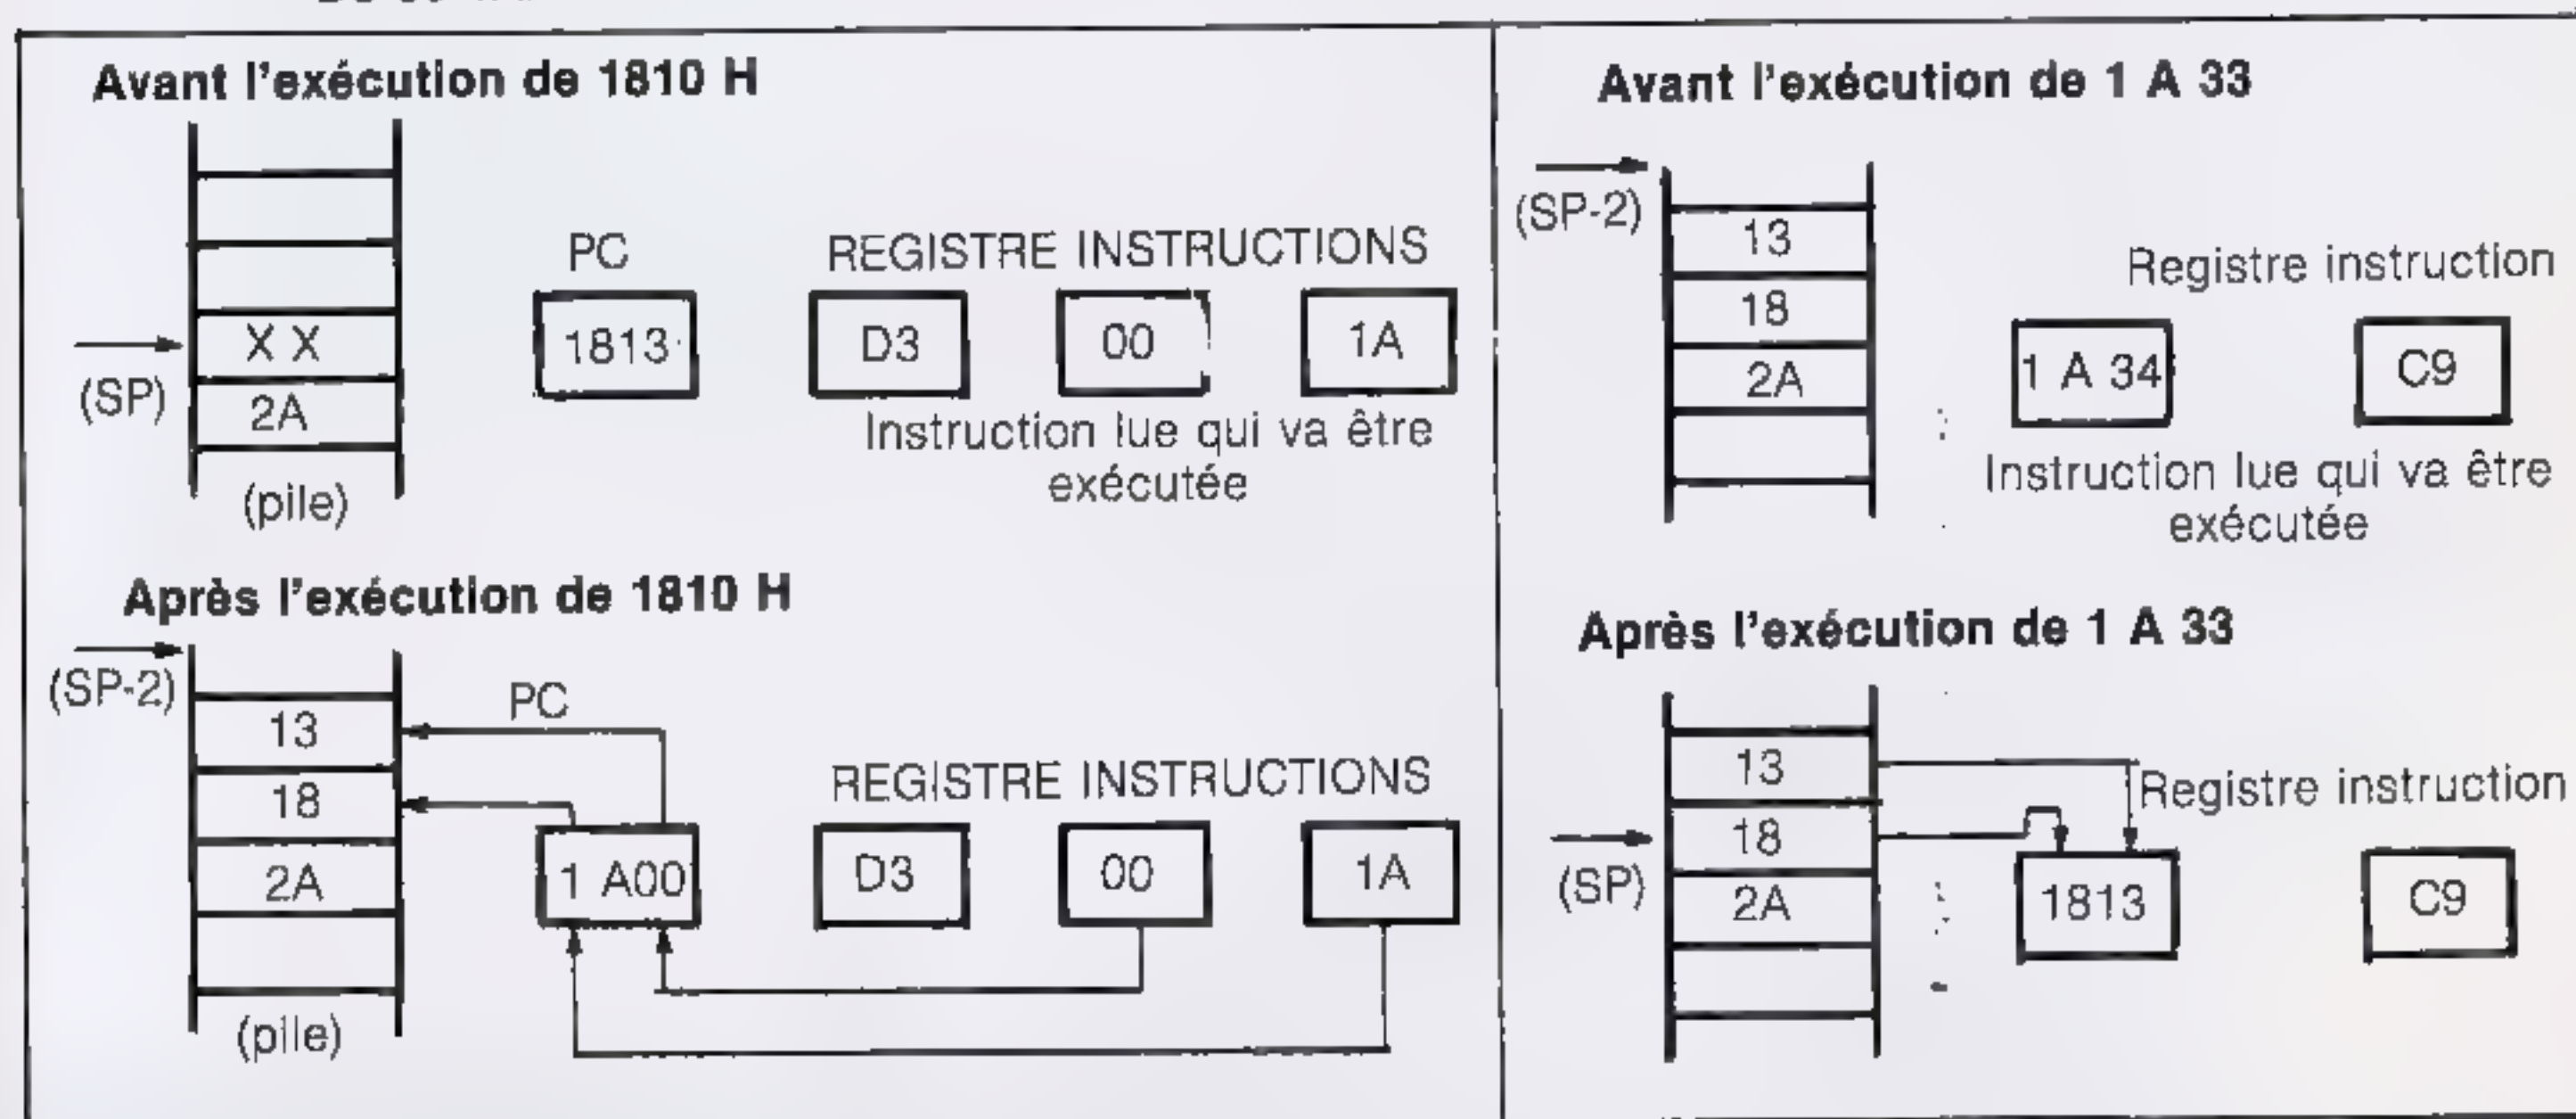 Avant l'exécution de 1810 H
PC
REGISTRE INSTRUCTIONS
X X
1813
D3
00
1A
(SP)
2A
Instruction lue qui va être
exécutée
(pile)
Après l'exécution de 1810 H
(SP-2)
PC
13
REGISTRE INSTRUCTIONS
18
1 A00
D3
00
1A
2A
(pile)
Avant l'exécution de 1 A 33
(SP-2)
13
Registre instruction
18
1 A 34
C9
2A
Instruction lue qui va être
exécutée
Après l'exécution de 1 A 33
13
Registre instruction
18
(SP)
1813
C9
2A